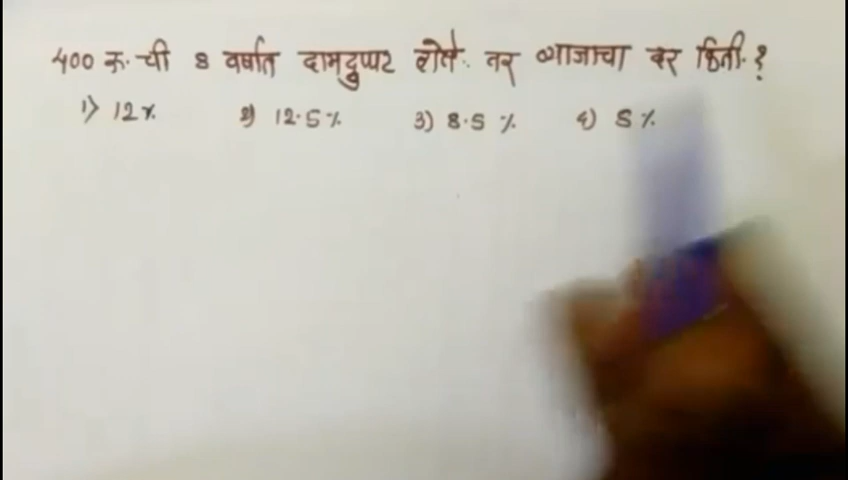 400 रू. ची 8 वर्षात दामदुप्पट होते. तर व्याजाचा दर किती.?
1) 12% 2) 12.5% 3) 8.5 % 4) 5%